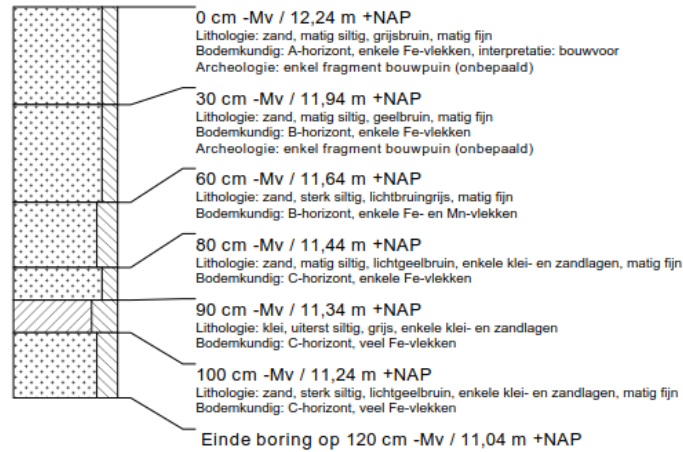 0 cm -Mv / 12,24 m +NAP
Lithologie: zand, matig siltig, grijsbruin, matig fijn
Bodemkundig: A-horizont, enkele Fe-vlekken, interpretatie: bouwvoor
Archeologie: enkel fragment bouwpuin (onbepaald)
30 cm -Mv / 11,94 m +NAP
Lithologie: zand, matig siltig, geelbruin, matig fijn
Bodemkundig: B-horizont, enkele Fe-vlekken
Archeologie: enkel fragment bouwpuin (onbepaald)
60 cm -Mv / 11,64 m +NAP
Lithologie: zand, sterk siltig, lichtbruingrijs, matig fijn
Bodemkundig: B-horizont, enkele Fe- en Mn-vlekken
80 cm -Mv / 11,44 m +NAP
Lithologie: zand, matig siltig, lichtgeelbruin, enkele klei- en zandlagen, matig fijn
Bodemkundig: C-horizont, enkele Fe-vlekken
90 cm -Mv / 11,34 m +NAP
Lithologie: klei, uiterst siltig, grijs, enkele klei- en zandlagen
Bodemkundig: C-horizont, veel Fe-vlekken
100 cm -Mv / 11,24 m +NAP
Lithologie: zand, sterk siltig, lichtgeelbruin, enkele klei- en zandlagen, matig fijn
Bodemkundig: C-horizont, veel Fe-vlekken
Einde boring op 120 cm -Mv / 11,04 m +NAP